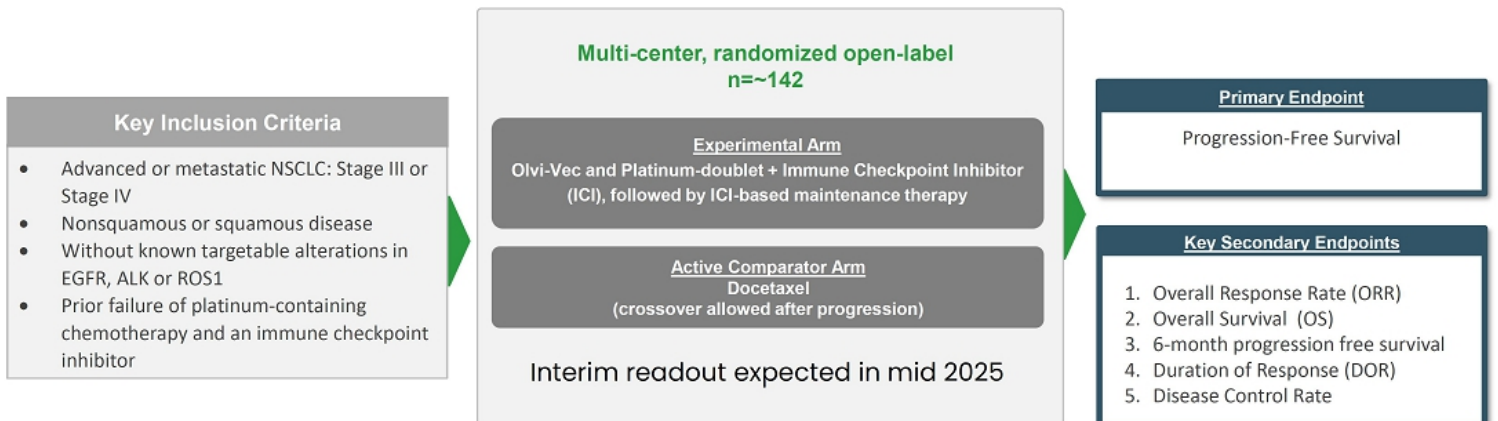 Key Inclusion Criteria
• Advanced or metastatic NSCLC: Stage III or
Stage IV
• Nonsquamous or squamous disease
• Without known targetable alterations in
EGFR, ALK or ROS1
• Prior failure of platinum-containing
chemotherapy and an immune checkpoint
inhibitor
Multi-center, randomized open-label
n=~142
Experimental Arm
Olvi-Vec and Platinum-doublet + Immune Checkpoint Inhibitor
(ICI), followed by ICI-based maintenance therapy
Active Comparator Arm
Docetaxel
(crossover allowed after progression)
Interim readout expected in mid 2025
Primary Endpoint
Progression-Free Survival
Key Secondary Endpoints
1. Overall Response Rate (ORR)
2. Overall Survival (OS)
3. 6-month progression free survival
4. Duration of Response (DOR)
5. Disease Control Rate